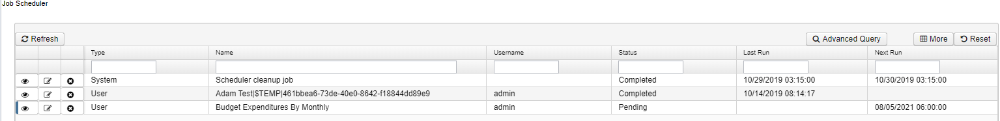 Job Scheduler
Refresh Advanced Query More Reset
Type Name Username Status Last Run Next Run
System Scheduler cleanup job Completed 10/29/2019 03:15:00 10/30/2019 03:15:00
User Adam Test|$TEMP|461bbea6-73de-40e0-8642-f18844dd89e9 admin Completed 10/14/2019 08:14:17
User Budget Expenditures By Monthly admin Pending 08/05/2021 06:00:00